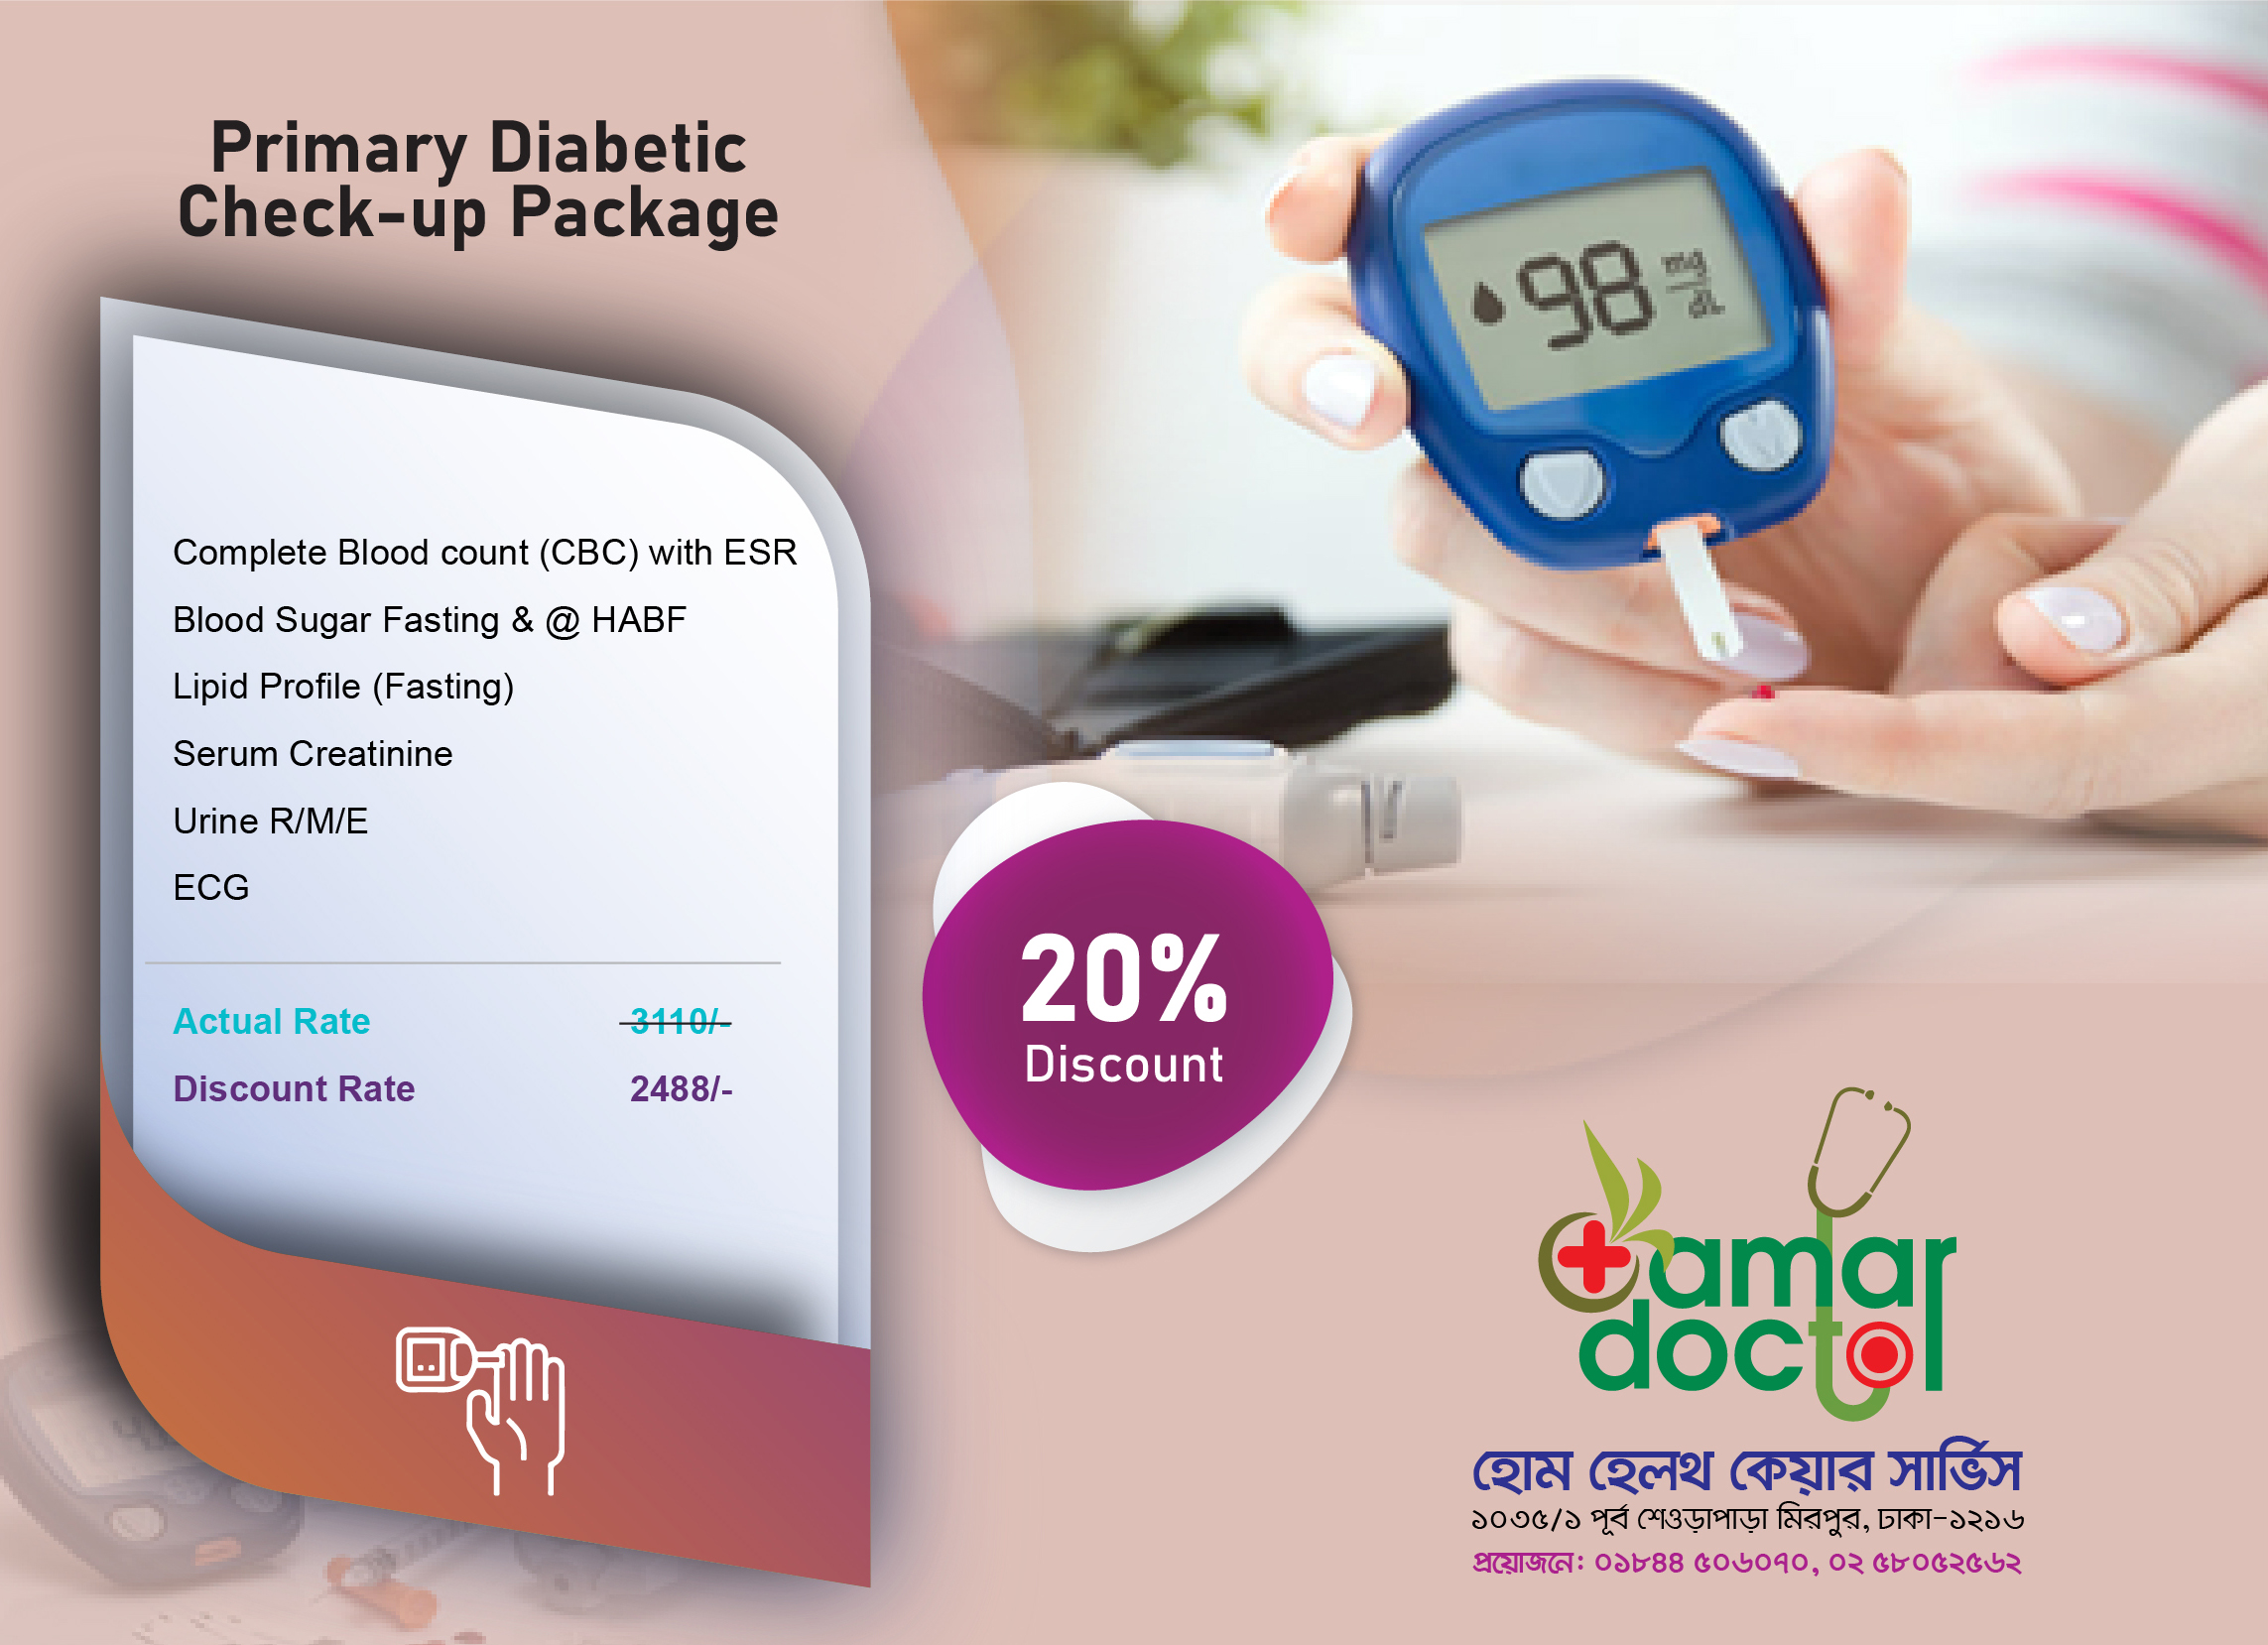 Primary Diabetic
Check-up Package
98 mg/dL
Complete Blood count (CBC) with ESR
Blood Sugar Fasting & @ HABF
Lipid Profile (Fasting)
Serum Creatinine
Urine R/M/E
ECG
Actual Rate 3110/-
Discount Rate 2488/-
20%
Discount
amar
doctor
হোম হেলথ কেয়ার সার্ভিস
১০৩৫/১ পূর্ব শেওড়াপাড়া মিরপুর, ঢাকা-১২১৬
প্রয়োজনে: ০১৮৪৪ ৫০৬০৭০, ০২ ৫৮০৫২৫৬২